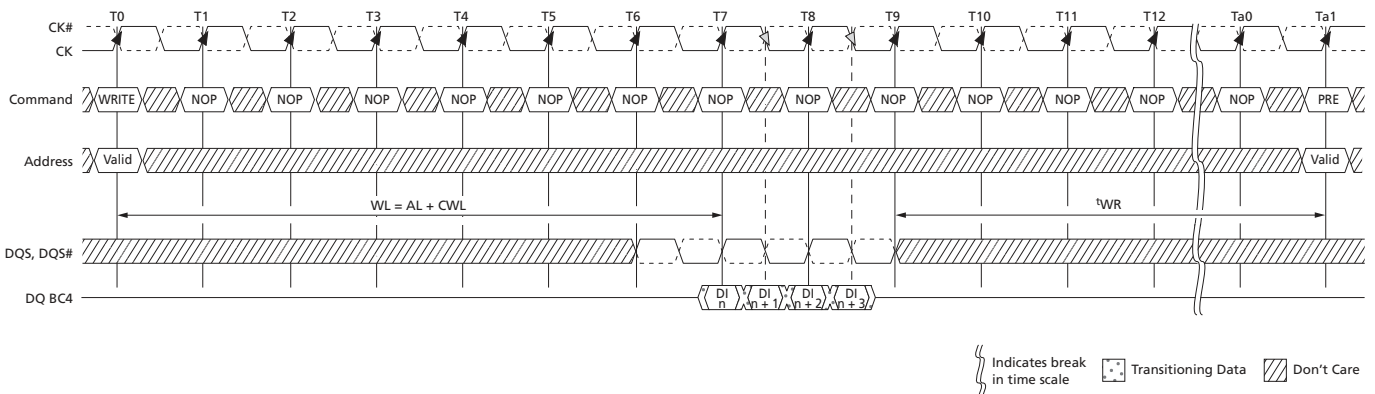 T0 T1 T2 T3 T4 T5 T6 T7 T8 T9 T10 T11 T12 Ta0 Ta1
CK#
CK
Command WRITE NOP NOP NOP NOP NOP NOP NOP NOP NOP NOP NOP NOP NOP PRE
Address Valid Valid
WL = AL + CWL tWR
DQS, DQS#
DQ BC4 DI n DI n + 1 DI n + 2 DI n + 3
Indicates break in time scale
Transitioning Data
Don't Care